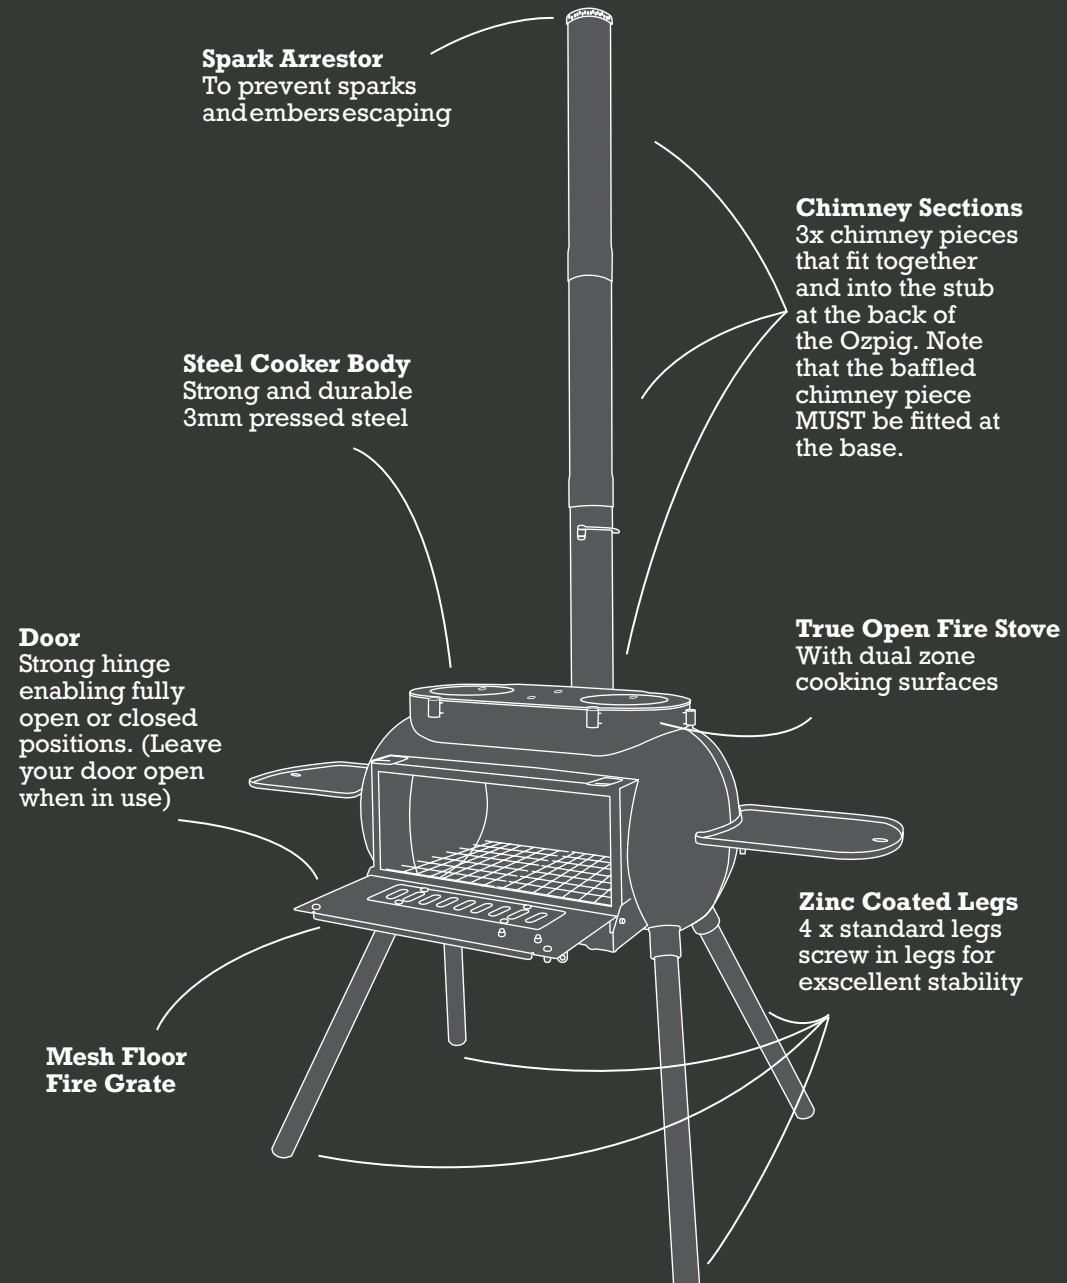 Spark Arrestor
To prevent sparks
and embers escaping
Chimney Sections
3x chimney pieces
that fit together
and into the stub
at the back of
the Ozpig. Note
that the baffled
chimney piece
MUST be fitted at
the base.
Steel Cooker Body
Strong and durable
3mm pressed steel
Door
Strong hinge
enabling fully
open or closed
positions. (Leave
your door open
when in use)
True Open Fire Stove
With dual zone
cooking surfaces
Zinc Coated Legs
4 x standard legs
screw in legs for
exscellent stability
Mesh Floor
Fire Grate